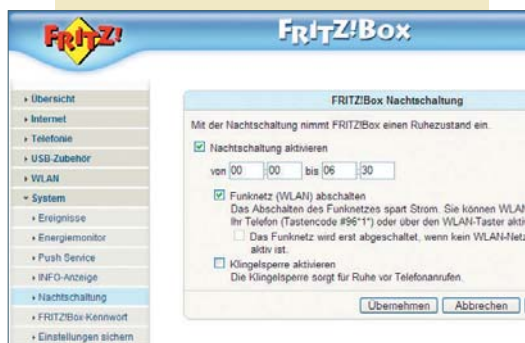 FRITZ!
FRITZ!Box
Übersicht
Internet
Telefonie
USB-Zubehör
WLAN
System
Ereignisse
Energiemonitor
Push Service
INFO-Anzeige
Nachtschaltung
FRITZ!Box-Kennwort
Einstellungen sichern
FRITZ!Box Nachtschaltung
Mit der Nachtschaltung nimmt FRITZ!Box einen Ruhezustand ein.
Nachtschaltung aktivieren
von 00 :00 bis 06 :30
Funknetz (WLAN) abschalten
Das Abschalten des Funknetzes spart Strom. Sie können WLAN
Ihr Telefon (Tastencode #96*1*) oder über den WLAN-Taster
Das Funknetz wird erst abgeschaltet, wenn kein
aktiv ist.
Klingelsperre aktivieren
Die Klingelsperre sorgt für Ruhe vor Telefonanrufen.
Übernehmen Abbrechen